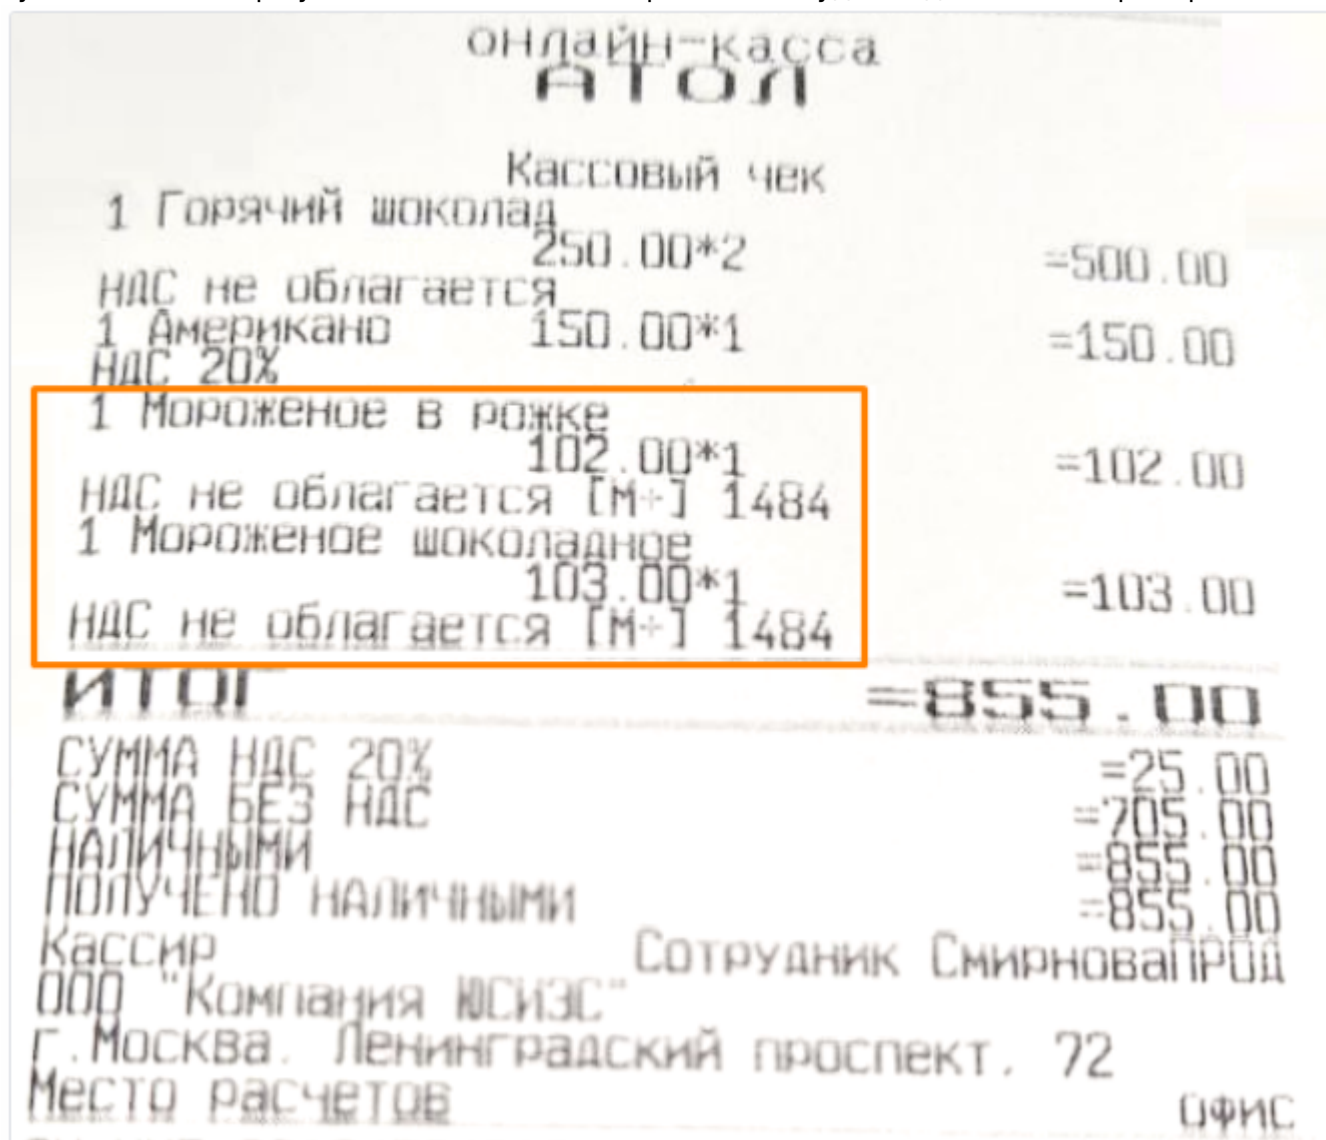 онлайн-касса
АТОЛ
Кассовый чек
1 Горячий шоколад
250.00*2 =500.00
НДС не облагается
1 Американо 150.00*1 =150.00
НДС 20%
1 Мороженое в рожке
102.00*1 =102.00
НДС не облагается [М+] 1484
1 Мороженое шоколадное
103.00*1 =103.00
НДС не облагается [М+] 1484
ИТОГ =855.00
СУММА НДС 20% =25.00
СУММА БЕЗ НДС =705.00
НАЛИЧНЫМИ =855.00
ПОЛУЧЕНО НАЛИЧНЫМИ =855.00
Кассир Сотрудник СмирноваПРОД
ООО "Компания ЮСИЭС"
г.Москва. Ленинградский проспект. 72
Место расчетов ОФИС